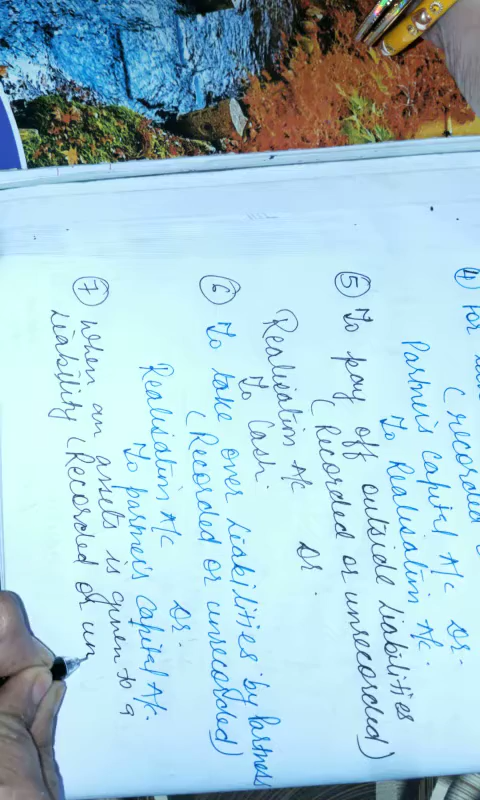 ④ For
(recorded
Partner's Capital A/c Dr.
To Realisation A/c.
⑤ To pay off outside liabilities
(Recorded or unrecorded)
Realisation A/c Dr.
To Cash.
⑥ To take over liabilities by Partners
(Recorded or unrecorded)
Realisation A/c Dr.
To partner's capital A/c.
⑦ When an assets is given to a
Liability (Recorded or un